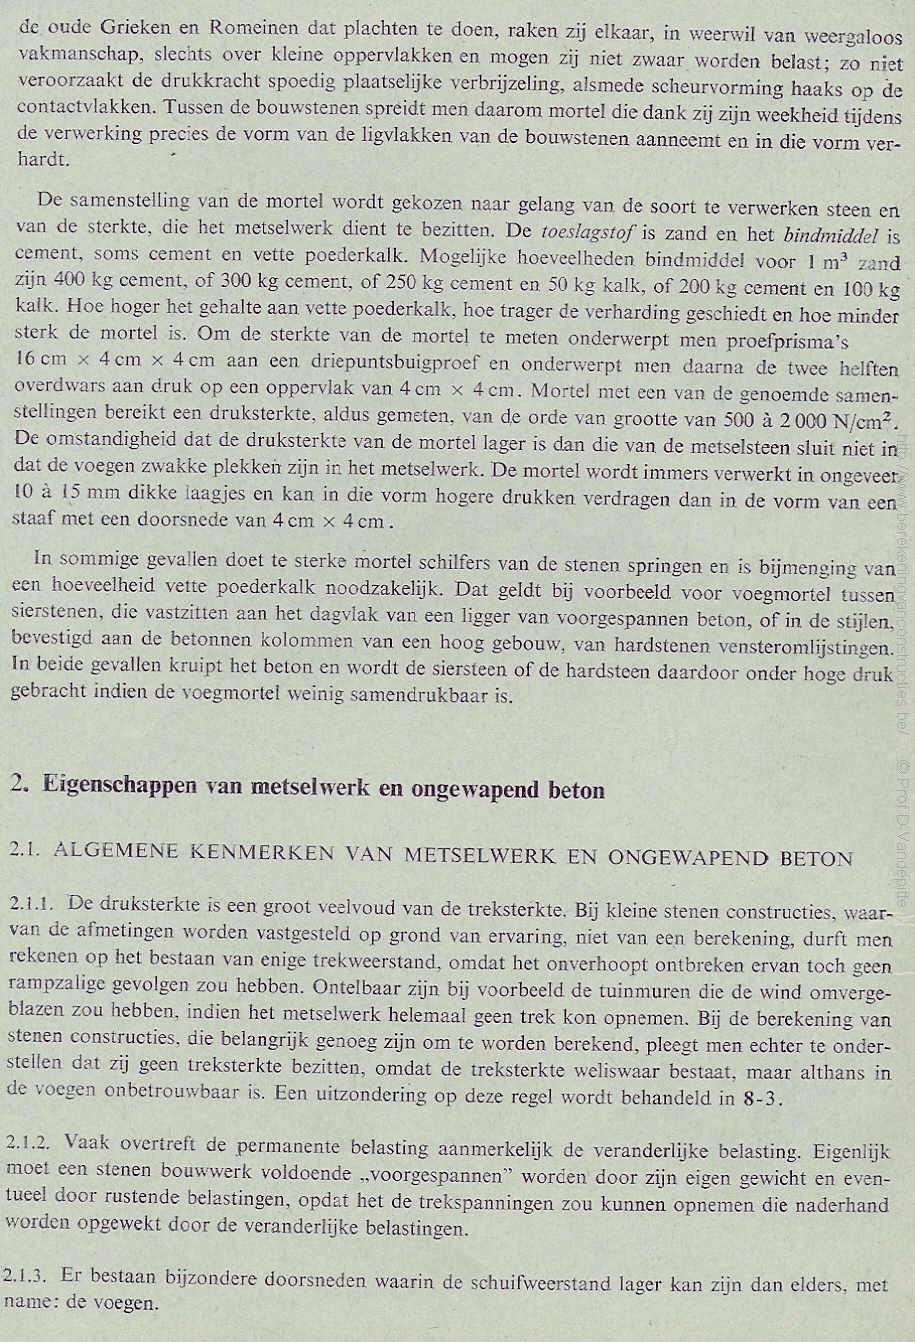 de oude Grieken en Romeinen dat plachten te doen, raken zij elkaar, in weerwil van weergaloos
vakmanschap, slechts over kleine oppervlakken en mogen zij niet zwaar worden belast; zo niet
veroorzaakt de drukkracht spoedig plaatselijke verbrijzeling, alsmede scheurvorming haaks op de
contactvlakken. Tussen de bouwstenen spreidt men daarom mortel die dank zij zijn weekheid tijdens
de verwerking precies de vorm van de ligvlakken van de bouwstenen aanneemt en in die vorm ver-
hardt.
De samenstelling van de mortel wordt gekozen naar gelang van de soort te verwerken steen en
van de sterkte, die het metselwerk dient te bezitten. De toeslagstof is zand en het bindmiddel is
cement, soms cement en vette poederkalk. Mogelijke hoeveelheden bindmiddel voor 1 m³ zand
zijn 400 kg cement, of 300 kg cement, of 250 kg cement en 50 kg kalk, of 200 kg cement en 100 kg
kalk. Hoe hoger het gehalte aan vette poederkalk, hoe trager de verharding geschiedt en hoe minder
sterk de mortel is. Om de sterkte van de mortel te meten onderwerpt men proefprisma's
16 cm × 4 cm × 4 cm aan een driepuntsbuigproef en onderwerpt men daarna de twee helften
overdwars aan druk op een oppervlak van 4 cm × 4 cm. Mortel met een van de genoemde samen-
stellingen bereikt een druksterkte, aldus gemeten, van de orde van grootte van 500 à 2 000 N/cm².
De omstandigheid dat de druksterkte van de mortel lager is dan die van de metselsteen sluit niet in
dat de voegen zwakke plekken zijn in het metselwerk. De mortel wordt immers verwerkt in ongeveer
10 à 15 mm dikke laagjes en kan in die vorm hogere drukken verdragen dan in de vorm van een
staaf met een doorsnede van 4 cm × 4 cm .
In sommige gevallen doet te sterke mortel schilfers van de stenen springen en is bijmenging van
een hoeveelheid vette poederkalk noodzakelijk. Dat geldt bij voorbeeld voor voegmortel tussen
sierstenen, die vastzitten aan het dagvlak van een ligger van voorgespannen beton, of in de stijlen,
bevestigd aan de betonnen kolommen van een hoog gebouw, van hardstenen vensteromlijstingen.
In beide gevallen kruipt het beton en wordt de siersteen of de hardsteen daardoor onder hoge druk
gebracht indien de voegmortel weinig samendrukbaar is.
2. Eigenschappen van metselwerk en ongewapend beton
2.1. ALGEMENE KENMERKEN VAN METSELWERK EN ONGEWAPEND BETON
2.1.1. De druksterkte is een groot veelvoud van de treksterkte. Bij kleine stenen constructies, waar-
van de afmetingen worden vastgesteld op grond van ervaring, niet van een berekening, durft men
rekenen op het bestaan van enige trekweerstand, omdat het onverhoopt ontbreken ervan toch geen
rampzalige gevolgen zou hebben. Ontelbaar zijn bij voorbeeld de tuinmuren die de wind omverge-
blazen zou hebben, indien het metselwerk helemaal geen trek kon opnemen. Bij de berekening van
stenen constructies, die belangrijk genoeg zijn om te worden berekend, pleegt men echter te onder-
stellen dat zij geen treksterkte bezitten, omdat de treksterkte weliswaar bestaat, maar althans in
de voegen onbetrouwbaar is. Een uitzondering op deze regel wordt behandeld in 8-3.
2.1.2. Vaak overtreft de permanente belasting aanmerkelijk de veranderlijke belasting. Eigenlijk
moet een stenen bouwwerk voldoende „voorgespannen” worden door zijn eigen gewicht en even-
tueel door rustende belastingen, opdat het de trekspanningen zou kunnen opnemen die naderhand
worden opgewekt door de veranderlijke belastingen.
2.1.3. Er bestaan bijzondere doorsneden waarin de schuifweerstand lager kan zijn dan elders, met
name: de voegen.
http://www.berekeningvanconstructies.be/ © Prof.D.Vandepitte